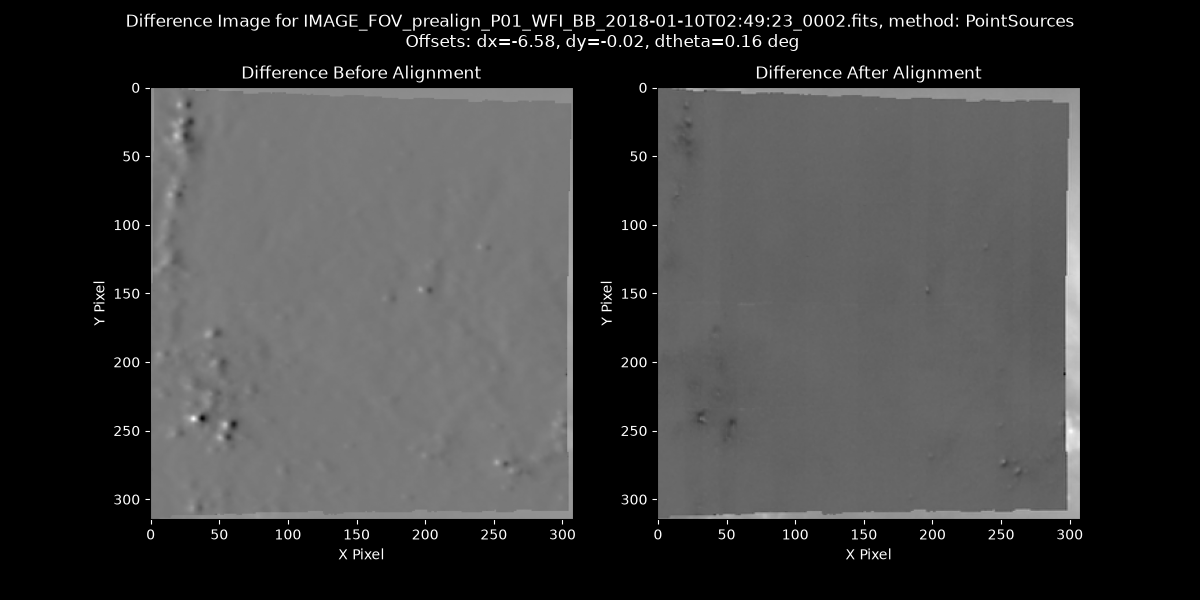 Difference Image for IMAGE_FOV_prealign_P01_WFI_BB_2018-01-10T02:49:23_0002.fits, method: PointSources
Offsets: dx=-6.58, dy=-0.02, dtheta=0.16 deg
Difference Before Alignment
0
50
100
150
200
250
300
Y Pixel
0 50 100 150 200 250 300
X Pixel
Difference After Alignment
0
50
100
150
200
250
300
Y Pixel
0 50 100 150 200 250 300
X Pixel